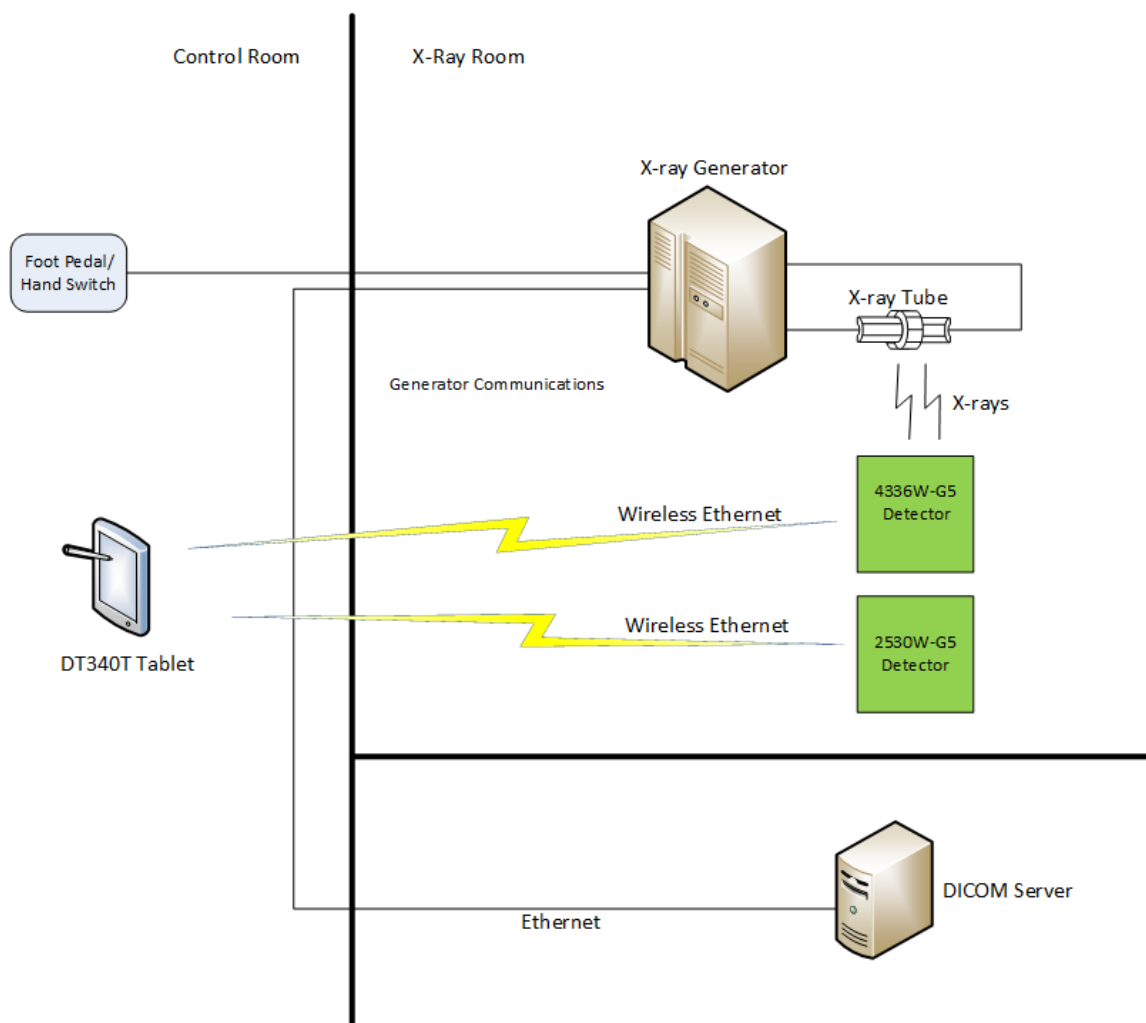 Control Room
X-Ray Room
X-ray Generator
Foot Pedal/
Hand Switch
X-ray Tube
Generator Communications
X-rays
4336W-G5
Detector
Wireless Ethernet
Wireless Ethernet
2530W-G5
Detector
DT340T Tablet
DICOM Server
Ethernet